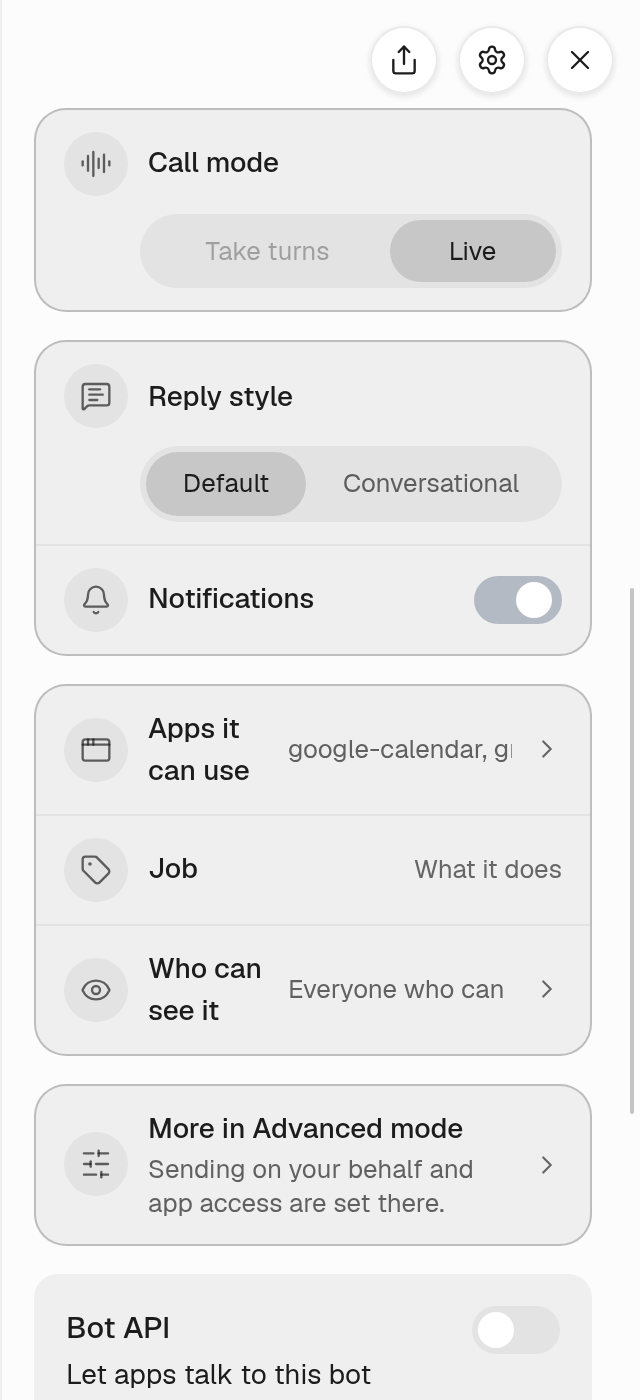 Call mode
Take turns
Live
Reply style
Default
Conversational
Notifications
Apps it
can use
google-calendar,
Job
What it does
Who can
see it
Everyone who can
More in Advanced mode
Sending on your behalf and
app access are set there.
Bot API
Let apps talk to this bot